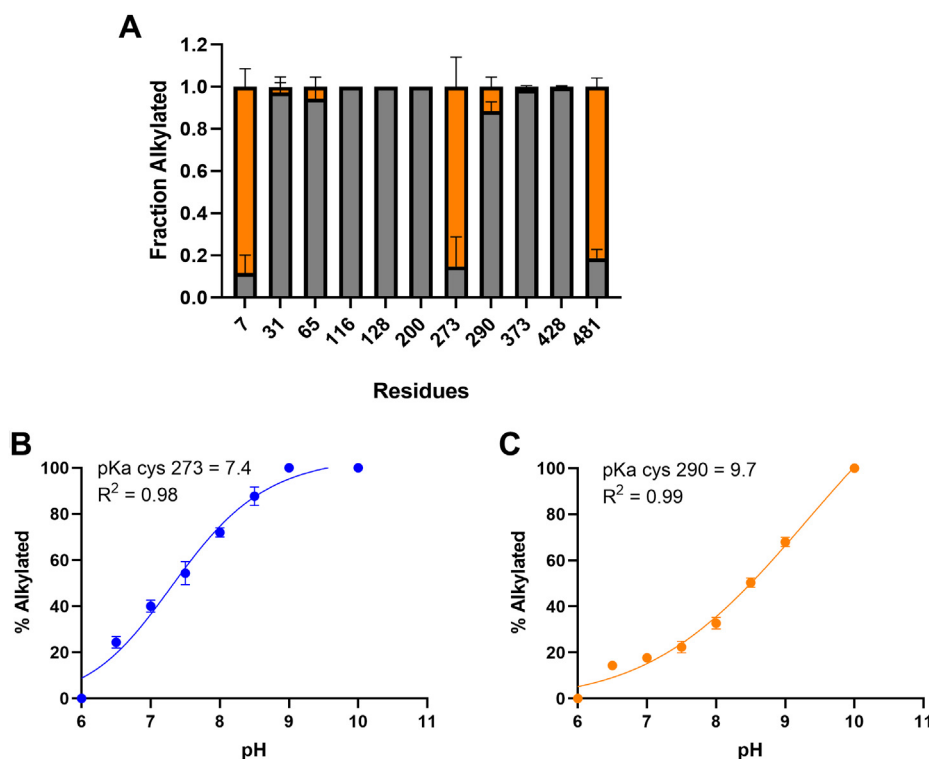 A
Fraction Alkylated
1.2
1.0
0.8
0.6
0.4
0.2
0.0
7 31 65 116 128 200 273 290 373 428 481
Residues
B
% Alkylated
pKa cys 273 = 7.4
R² = 0.98
100
80
60
40
20
0
6 7 8 9 10 11
pH
C
% Alkylated
pKa cys 290 = 9.7
R² = 0.99
100
80
60
40
20
0
6 7 8 9 10 11
pH